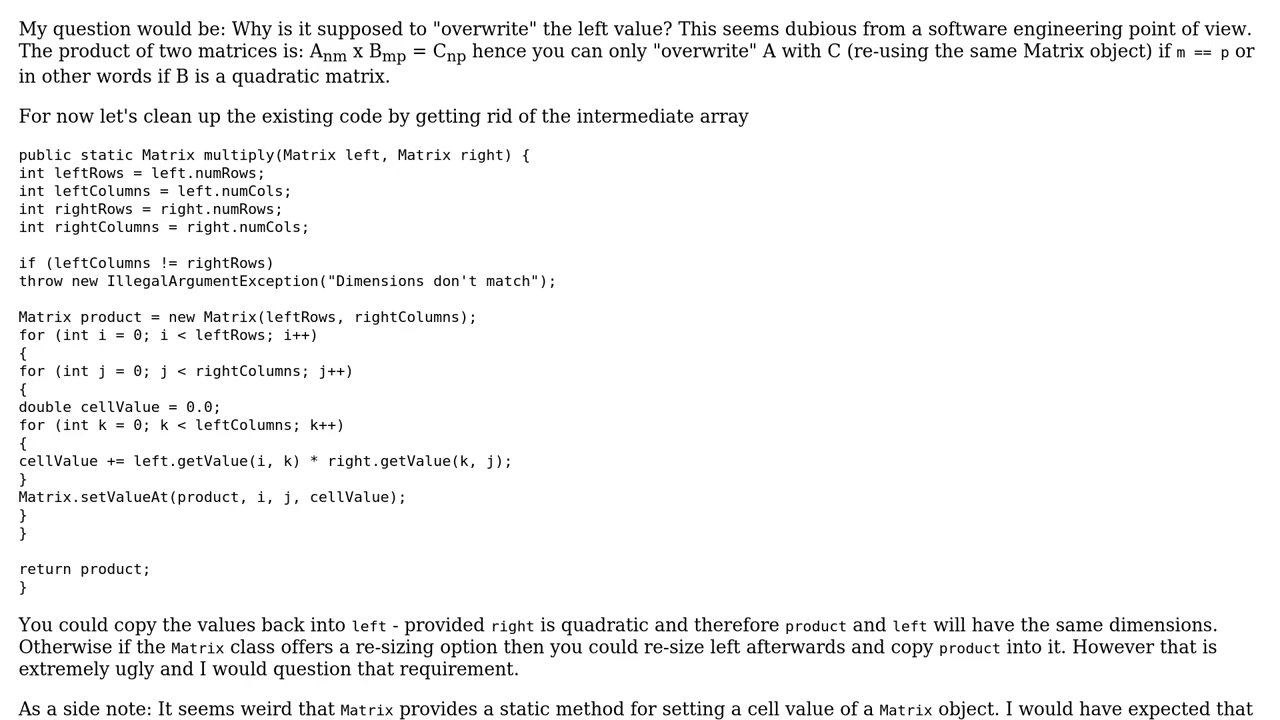 My question would be: Why is it supposed to "overwrite" the left value? This seems dubious from a software engineering point of view.
The product of two matrices is: Anm x Bmp = Cnp hence you can only "overwrite" A with C (re-using the same Matrix object) if m == p or
in other words if B is a quadratic matrix.
For now let's clean up the existing code by getting rid of the intermediate array
public static Matrix multiply(Matrix left, Matrix right) {
int leftRows = left.numRows;
int leftColumns = left.numCols;
int rightRows = right.numRows;
int rightColumns = right.numCols;
if (leftColumns != rightRows)
throw new IllegalArgumentException("Dimensions don't match");
Matrix product = new Matrix(leftRows, rightColumns);
for (int i = 0; i < leftRows; i++)
{
for (int j = 0; j < rightColumns; j++)
{
double cellValue = 0.0;
for (int k = 0; k < leftColumns; k++)
{
cellValue += left.getValue(i, k) * right.getValue(k, j);
}
Matrix.setValueAt(product, i, j, cellValue);
}
}
return product;
}
You could copy the values back into left - provided right is quadratic and therefore product and left will have the same dimensions.
Otherwise if the Matrix class offers a re-sizing option then you could re-size left afterwards and copy product into it. However that is
extremely ugly and I would question that requirement.
As a side note: It seems weird that Matrix provides a static method for setting a cell value of a Matrix object. I would have expected that